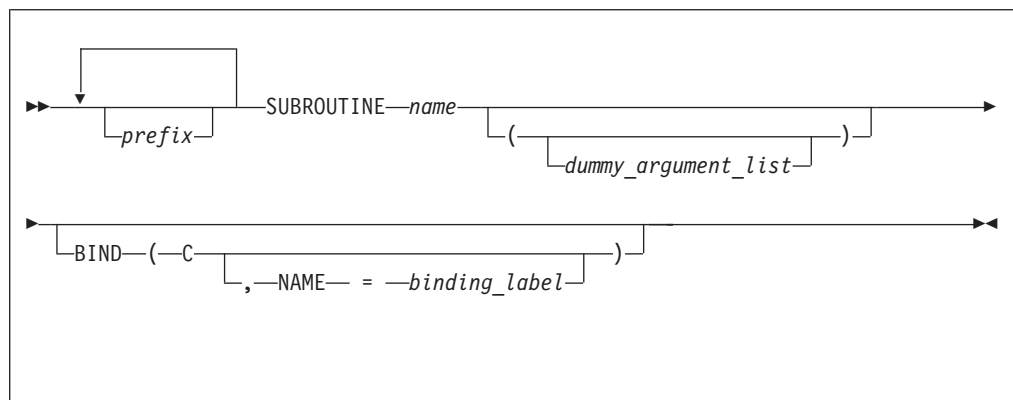 SUBROUTINE name
prefix ( )
dummy_argument_list
BIND ( C )
, NAME = binding_label